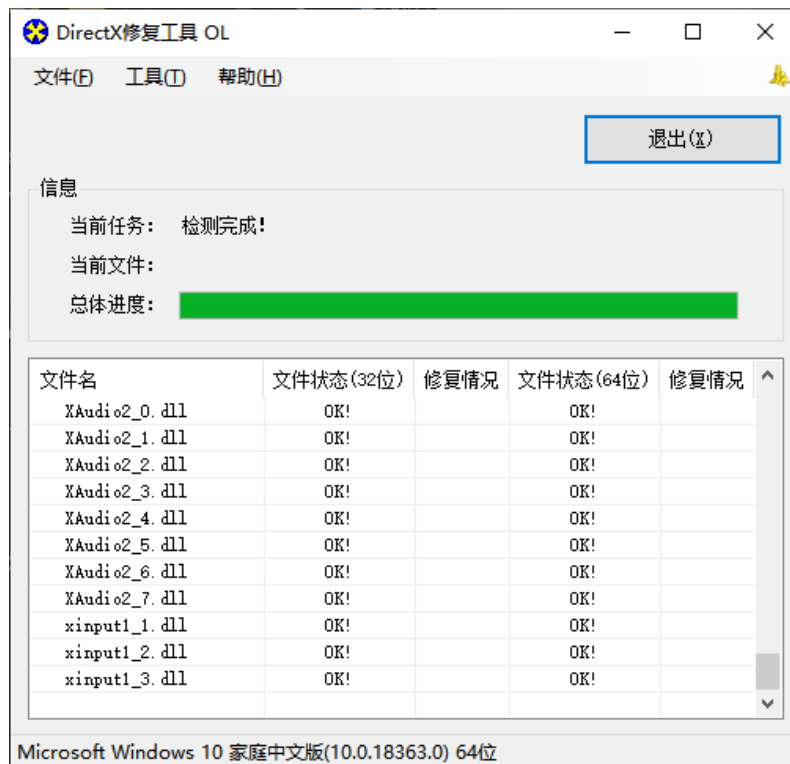 DirectX修复工具 OL
文件(F) 工具(T) 帮助(H)
退出(X)
信息
当前任务： 检测完成!
当前文件：
总体进度：
文件名 文件状态(32位) 修复情况 文件状态(64位) 修复情况
XAudio2_0.dll OK! OK!
XAudio2_1.dll OK! OK!
XAudio2_2.dll OK! OK!
XAudio2_3.dll OK! OK!
XAudio2_4.dll OK! OK!
XAudio2_5.dll OK! OK!
XAudio2_6.dll OK! OK!
XAudio2_7.dll OK! OK!
xinput1_1.dll OK! OK!
xinput1_2.dll OK! OK!
xinput1_3.dll OK! OK!
Microsoft Windows 10 家庭中文版(10.0.18363.0) 64位